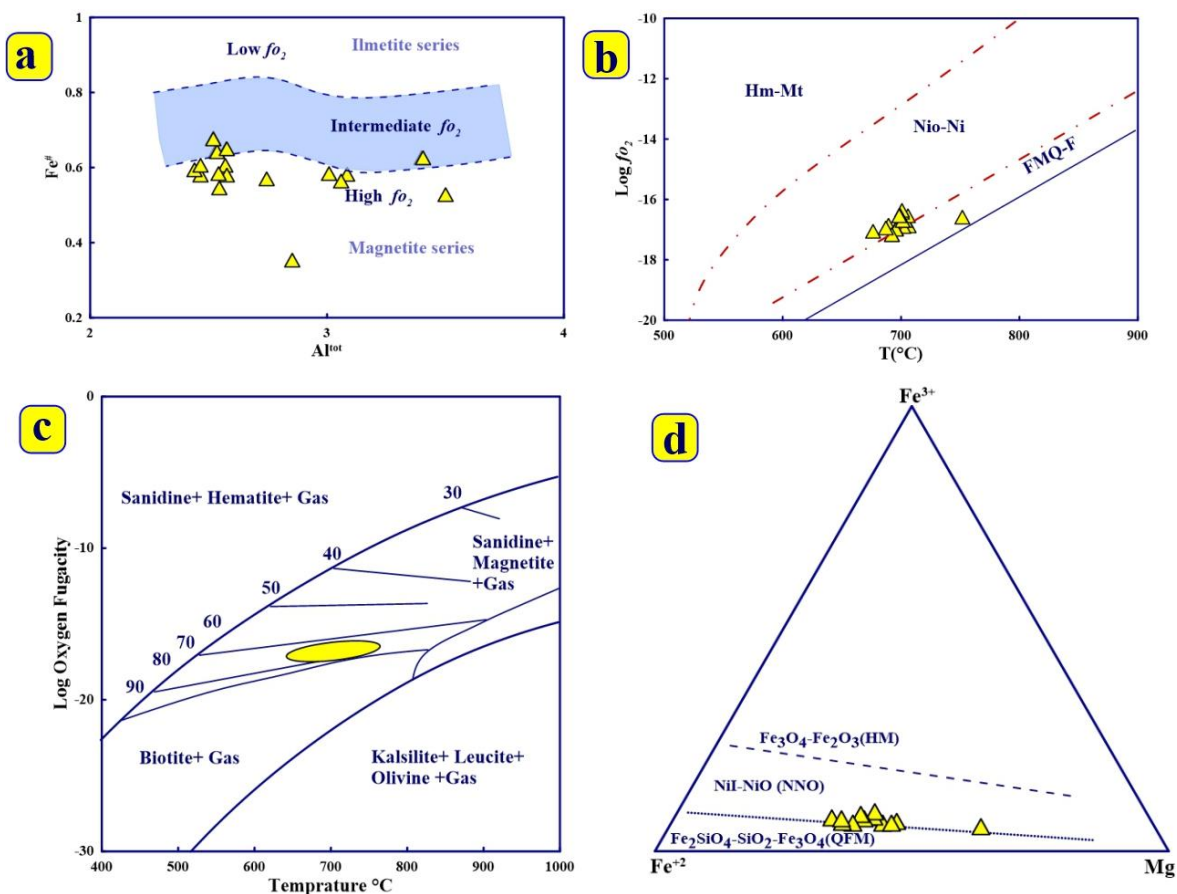 a
1
0.8
0.6
0.4
0.2
2
3
4
Fe#
Al^tot
Low fo₂
Ilmetite series
Intermediate fo₂
High fo₂
Magnetite series
b
-10
-12
-14
-16
-18
-20
500
600
700
800
900
Log fo₂
T(°C)
Hm-Mt
Nio-Ni
FMQ-F
c
0
-10
-20
-30
400
500
600
700
800
900
1000
Log Oxygen Fugacity
Temprature °C
Sanidine+ Hematite+ Gas
30
40
50
60
70
80
90
Sanidine+
Magnetite
+Gas
Biotite+ Gas
Kalsilite+ Leucite+
Olivine +Gas
d
Fe³⁺
Fe₃O₄-Fe₂O₃(HM)
NiI-NiO (NNO)
Fe₂SiO₄-SiO₂-Fe₃O₄(QFM)
Fe⁺²
Mg